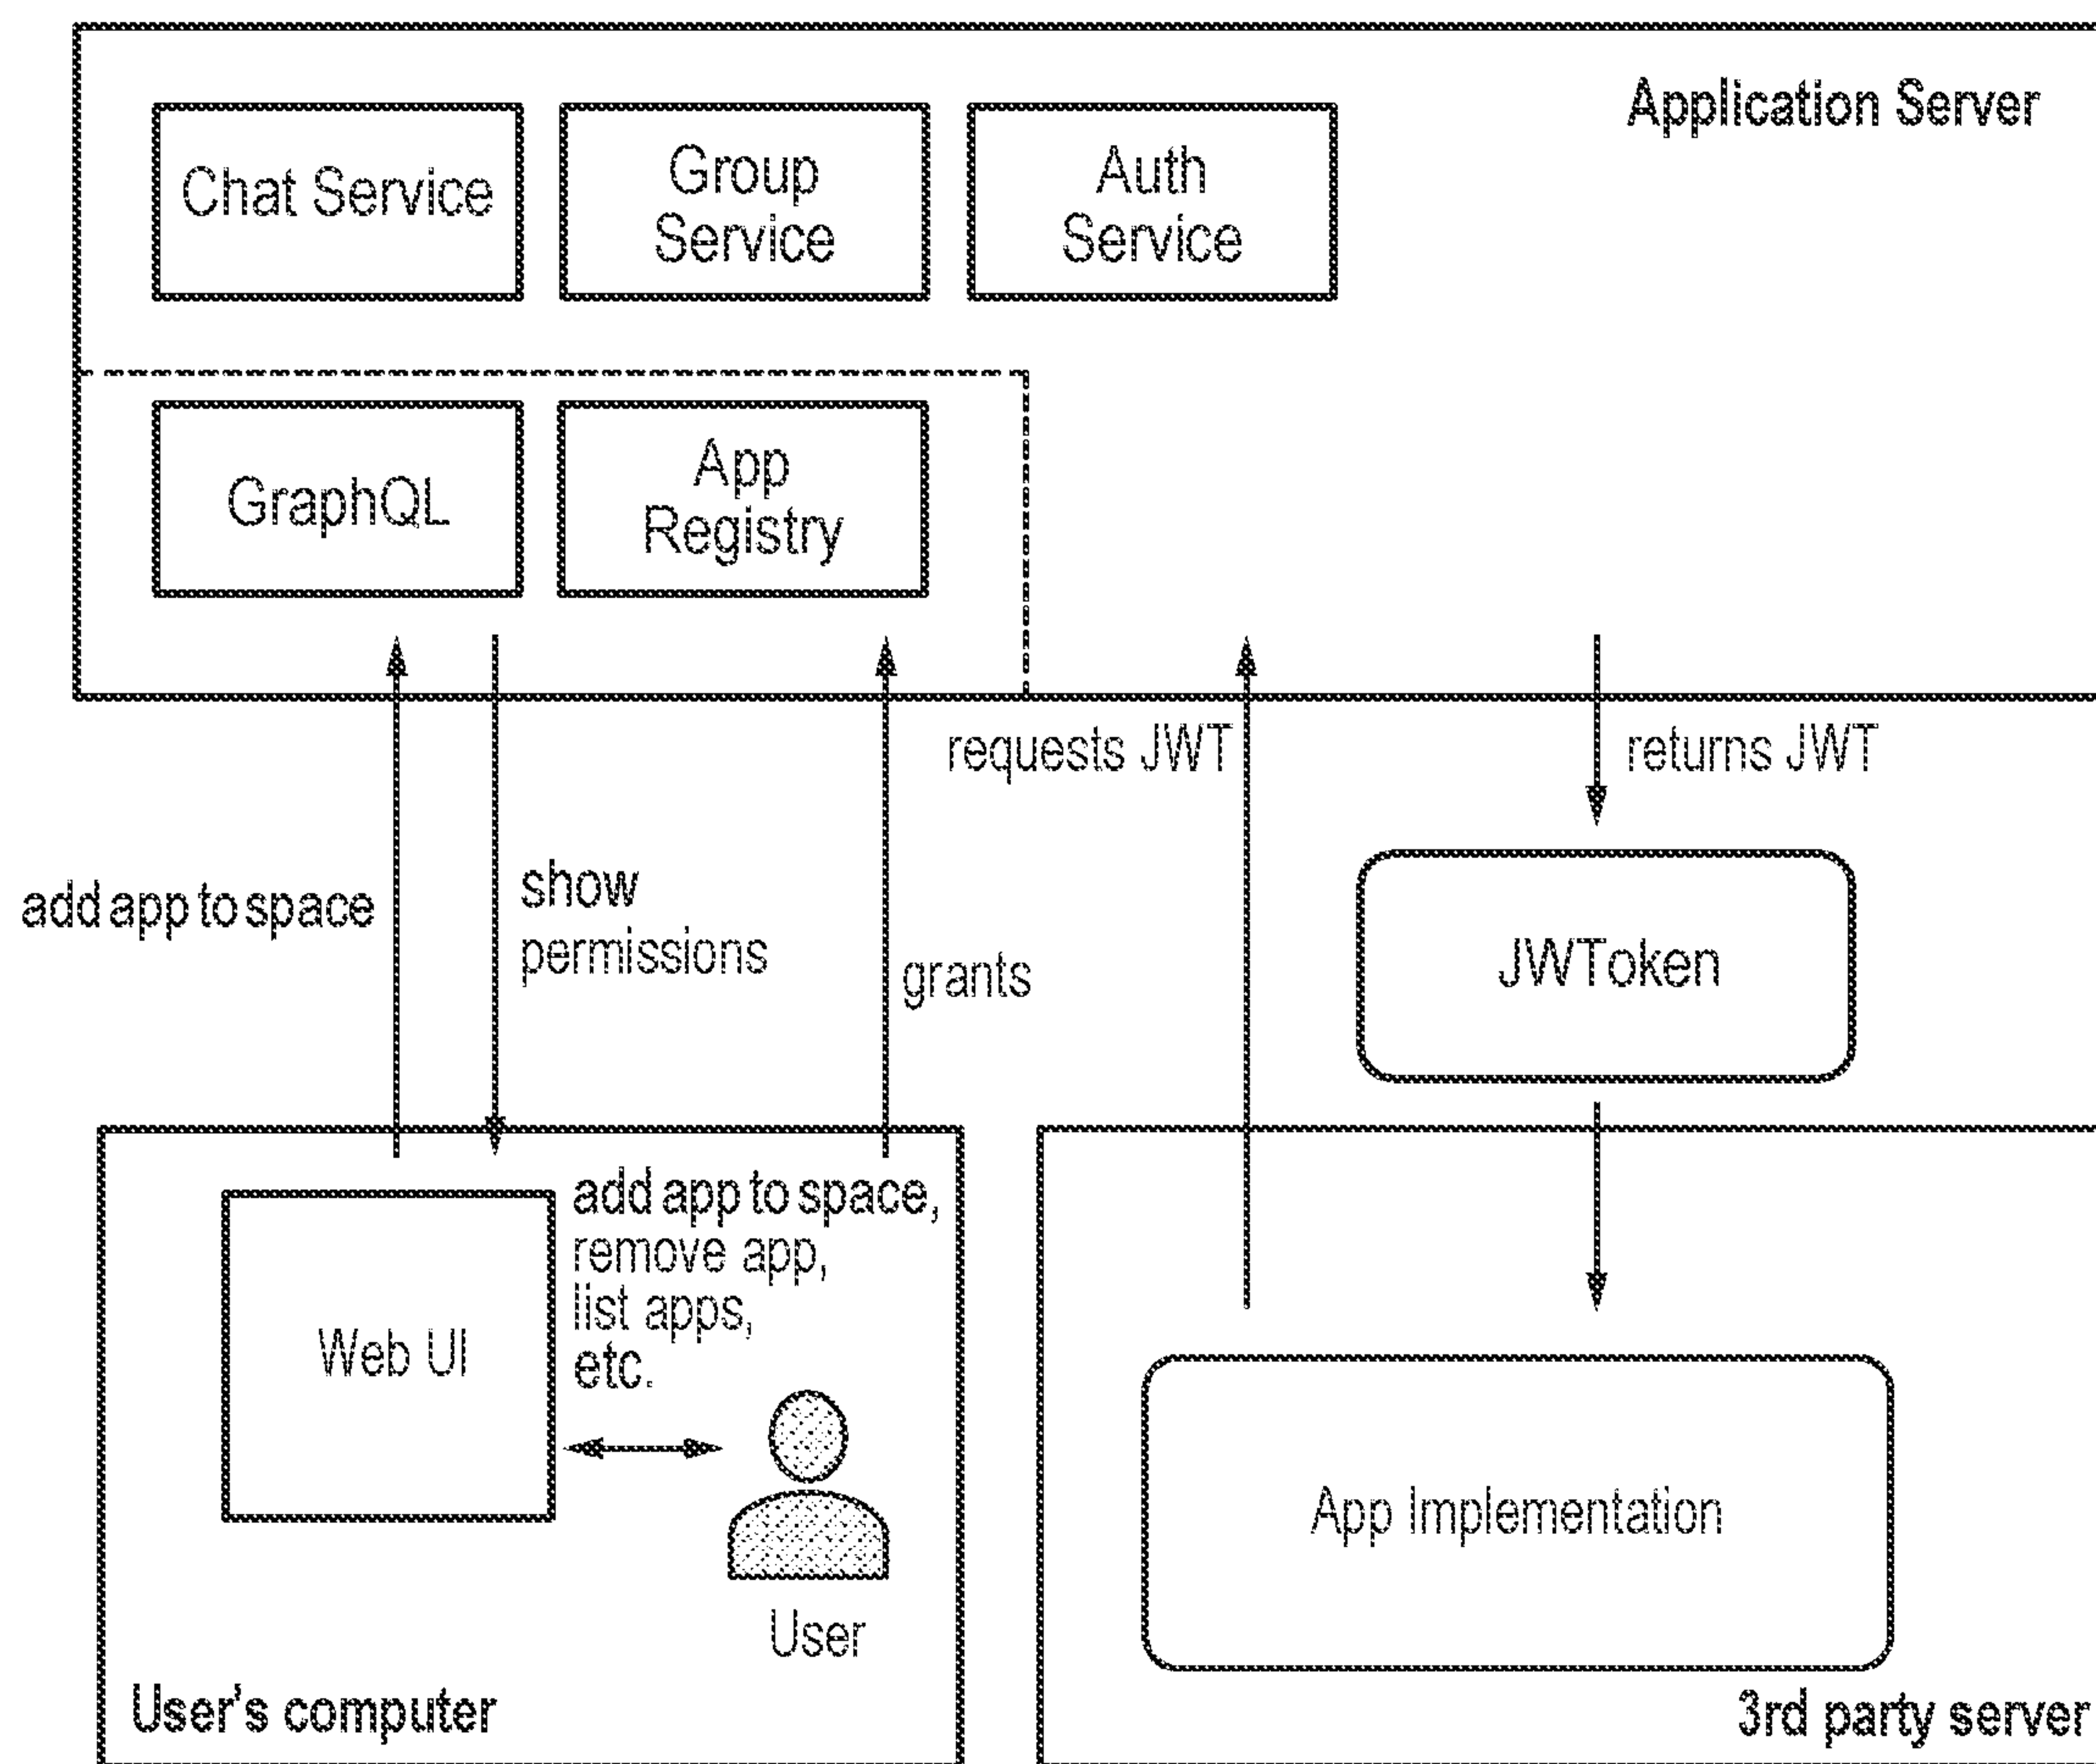 Application Server
Chat Service
Group
Service
Auth
Service
GraphQL
App
Registry
requests JWT
returns JWT
add app to space
show
permissions
grants
JWToken
add app to space,
remove app,
list apps,
etc.
Web UI
User
User's computer
App Implementation
3rd party server